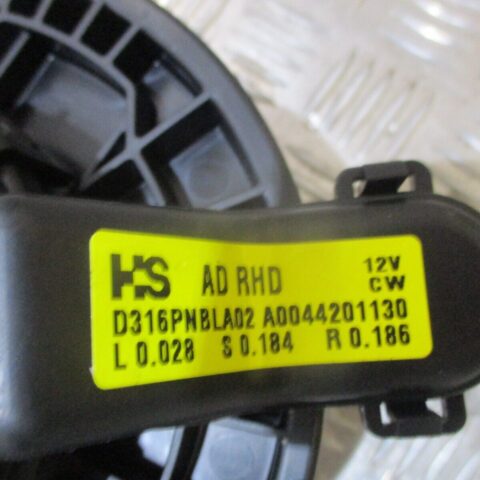 HS AD RHD 12V
CW
D316PNBLA02 A0044201130
L 0.028 S 0.184 R 0.186